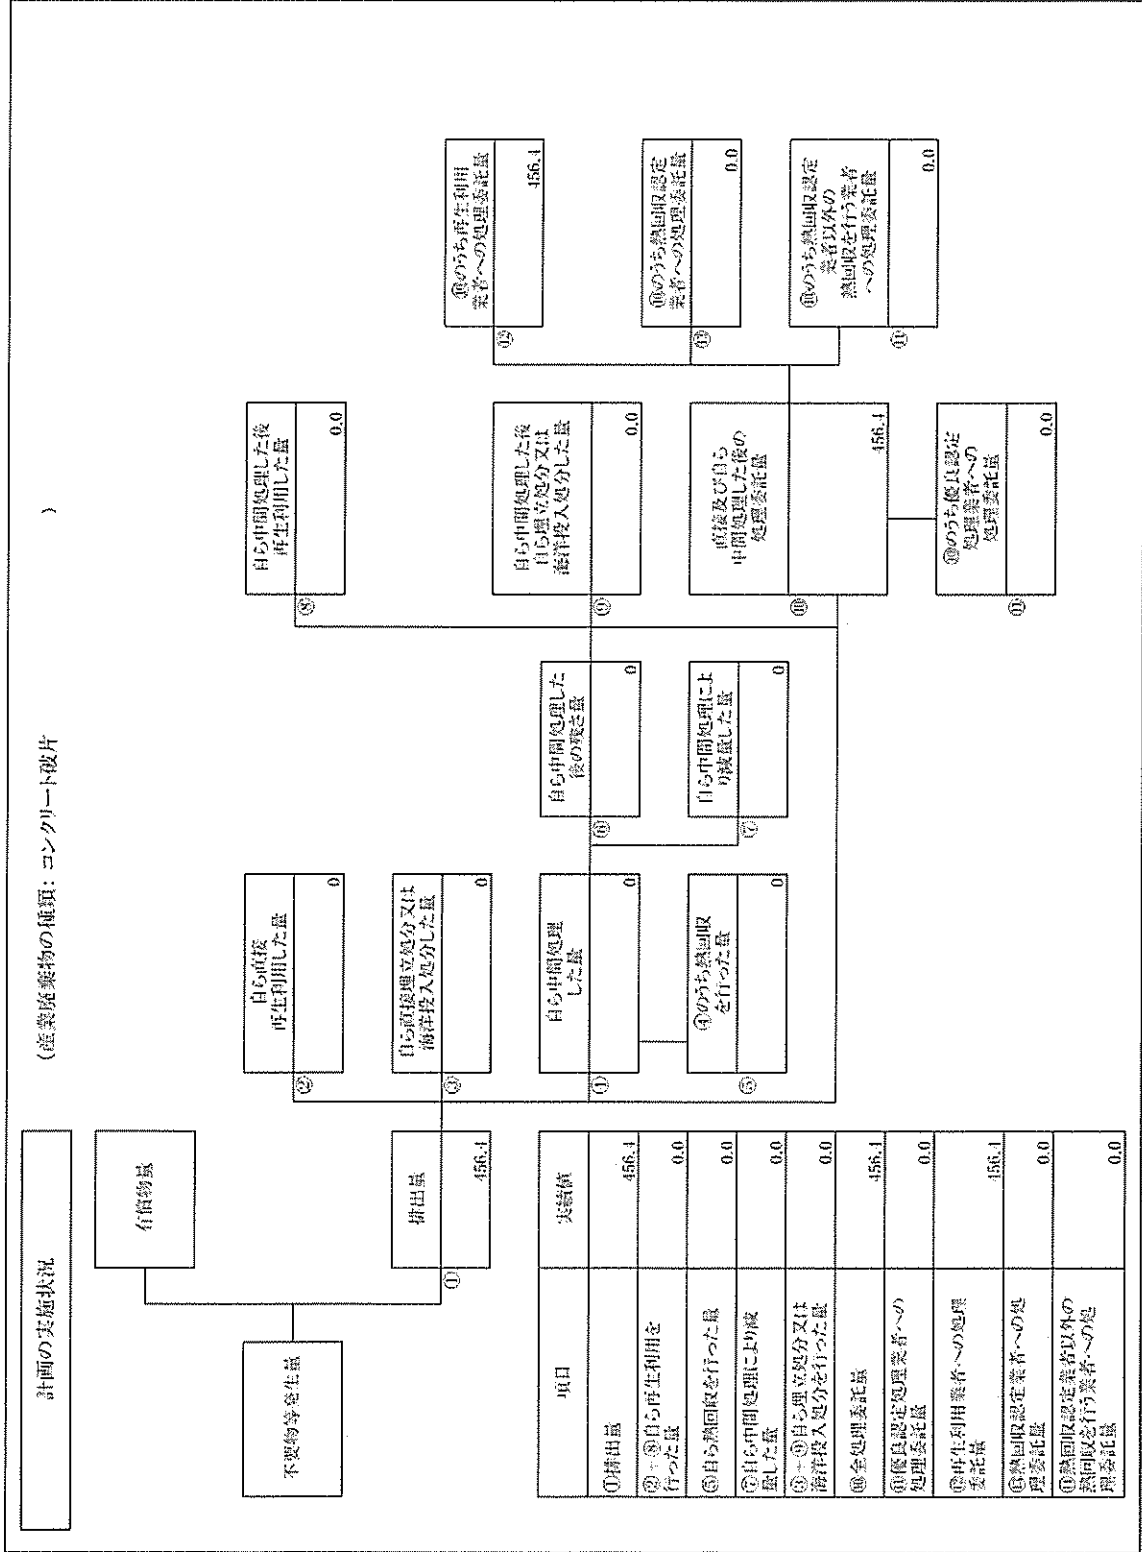 計画の実施状況
(産業廃棄物の種類: コンクリート破片
)
不要物等発生量
有償物量
①
排出量
456.4
②
自ら直接
再生利用した量
0
③
自ら直接埋立処分又は
海洋投入処分した量
0
④
自ら中間処理
した量
0
⑤
④のうち熱回収
を行った量
0
⑥
自ら中間処理した
後の残さ量
0
⑦
自ら中間処理によ
り減量した量
0
⑧
自ら中間処理した後
再生利用した量
0.0
⑨
自ら中間処理した後
自ら埋立処分又は
海洋投入処分した量
0.0
⑩
直接及び自ら
中間処理した後の
処理委託量
456.4
⑪
⑩のうち優良認定
処理業者への
処理委託量
0.0
⑫
⑩のうち再生利用
業者への処理委託量
456.4
⑬
⑩のうち熱回収認定
業者への処理委託量
0.0
⑭
⑩のうち熱回収認定
業者以外の
熱回収を行う業者
への処理委託量
0.0
項目 実績値
①排出量 456.4
②+⑧自ら再生利用を
行った量 0.0
⑤自ら熱回収を行った量 0.0
⑦自ら中間処理により減
量した量 0.0
③+⑨自ら埋立処分又は
海洋投入処分を行った量 0.0
⑩全処理委託量 456.4
⑪優良認定処理業者への
処理委託量 0.0
⑫再生利用業者への処理
委託量 456.4
⑬熱回収認定業者への処
理委託量 0.0
⑭熱回収認定業者以外の
熱回収を行う業者への処
理委託量 0.0